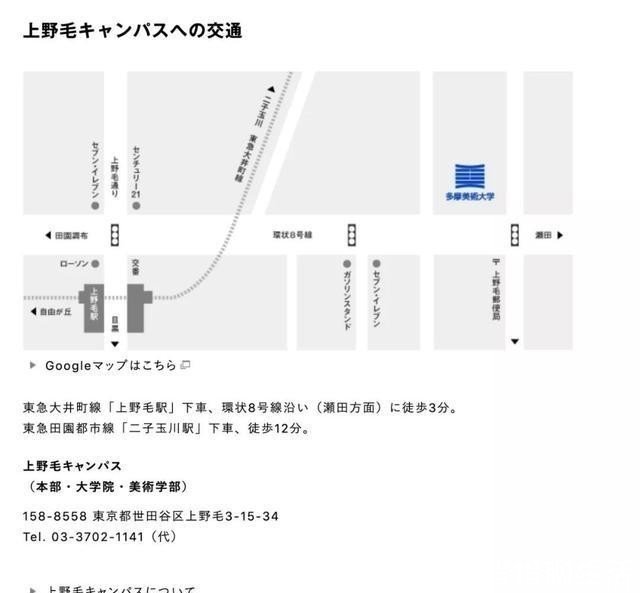 上野毛キャンパスへの交通
二子玉川
東急大井町線
セブン・イレブン
上野毛通り
センチュリー21
多摩美術大学
田園調布
環状8号線
瀬田
ローソン
交番
ガソリンスタンド
セブン・イレブン
〒上野毛郵便局
上野毛駅
自由が丘
目黒
Googleマップはこちら
東急大井町線「上野毛駅」下車、環状8号線沿い（瀬田方面）に徒歩3分。
東急田園都市線「二子玉川駅」下車、徒歩12分。
上野毛キャンパス
（本部・大学院・美術学部）
158-8558 東京都世田谷区上野毛3-15-34
Tel. 03-3702-1141（代）
上野毛キャンパスについて